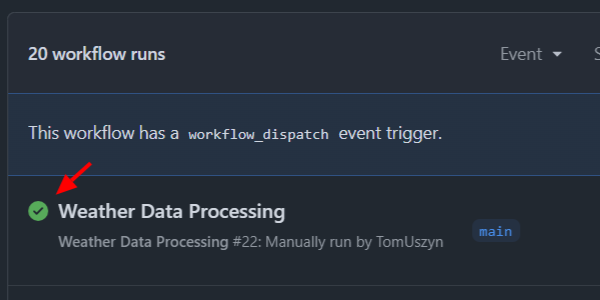 20 workflow runs
Event
S
This workflow has a workflow_dispatch event trigger.
Weather Data Processing
Weather Data Processing #22: Manually run by TomUszyn
main